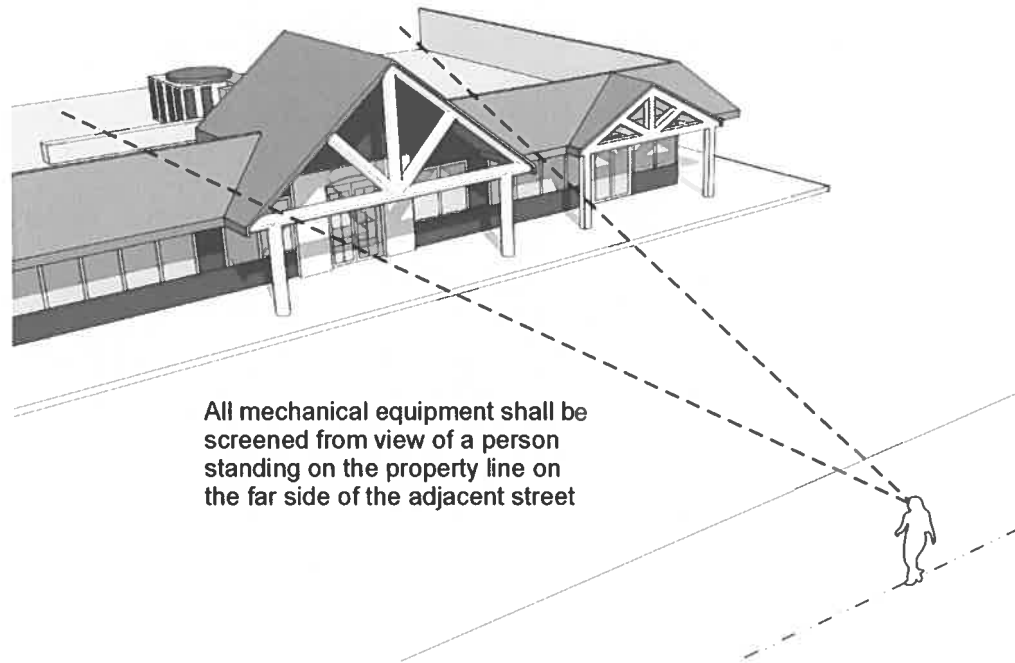 All mechanical equipment shall be
screened from view of a person
standing on the property line on
the far side of the adjacent street